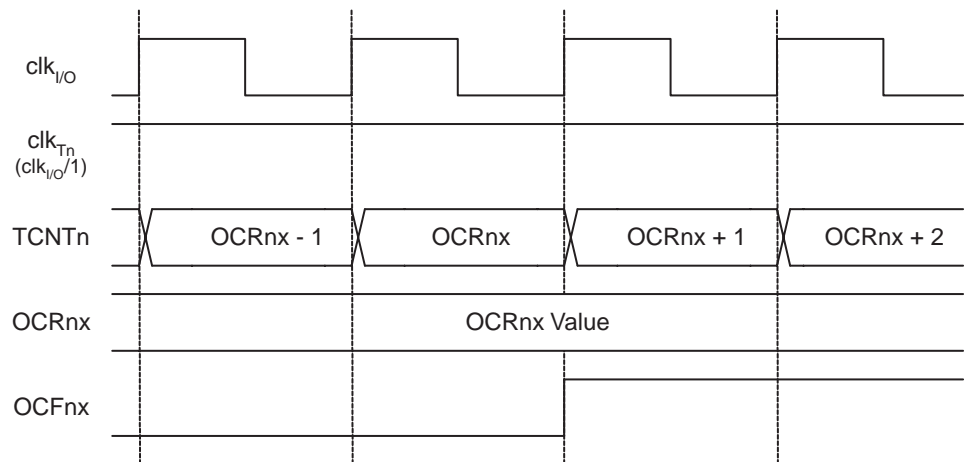 clkI/O
clkTn
(clkI/O/1)
TCNTn
OCRnx - 1
OCRnx
OCRnx + 1
OCRnx + 2
OCRnx
OCRnx Value
OCFnx